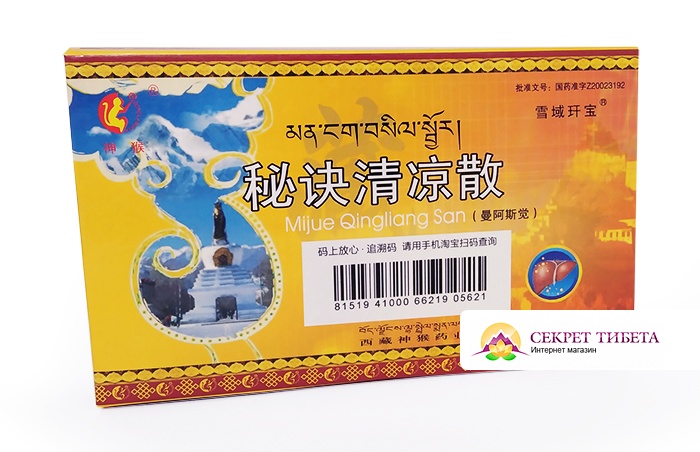 批准文号：国药准字Z20023192
神猴
雪域玨宝®
མན་ངག་བསིལ་སྦྱོར།
秘诀清凉散
Mijue Qingliang San（曼阿斯觉）
码上放心·追溯码 请用手机淘宝扫码查询
81519 41000 66219 05621
西藏神猴药业
СЕКРЕТ ТИБЕТА
Интернет магазин